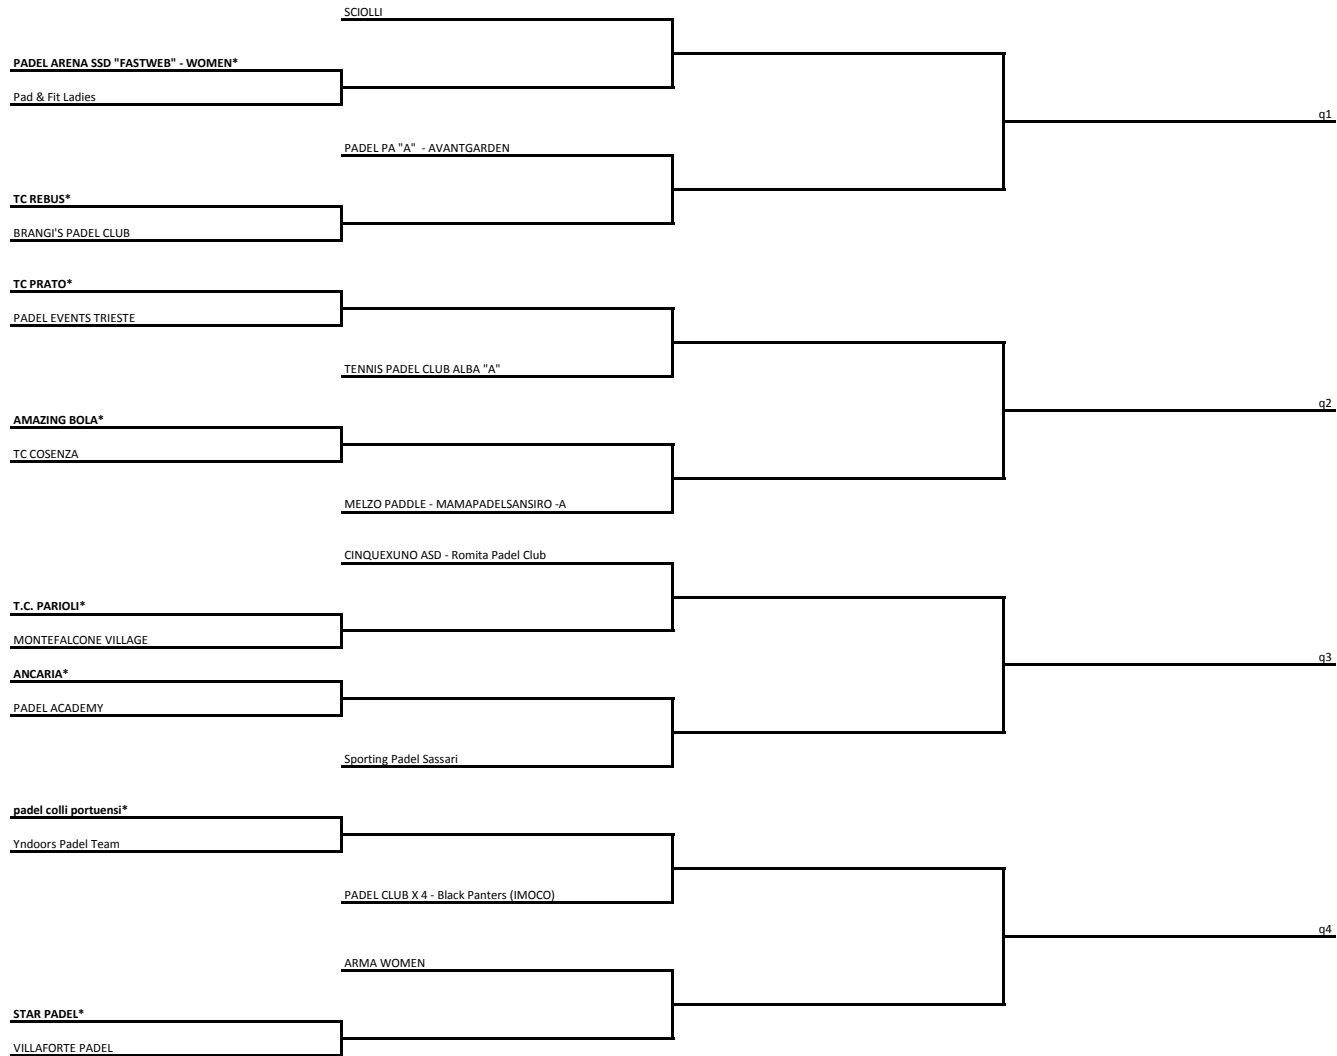 SCIOLLI
PADEL ARENA SSD "FASTWEB" - WOMEN*
Pad & Fit Ladies
q1
PADEL PA "A"  - AVANTGARDEN
TC REBUS*
BRANGI'S PADEL CLUB
TC PRATO*
PADEL EVENTS TRIESTE
TENNIS PADEL CLUB ALBA "A"
q2
AMAZING BOLA*
TC COSENZA
MELZO PADDLE - MAMAPADELSANSIRO -A
CINQUEXUNO ASD - Romita Padel Club
T.C. PARIOLI*
MONTEFALCONE VILLAGE
q3
ANCARIA*
PADEL ACADEMY
Sporting Padel Sassari
padel colli portuensi*
Yndoors Padel Team
PADEL CLUB X 4 - Black Panters (IMOCO)
q4
ARMA WOMEN
STAR PADEL*
VILLAFORTE PADEL